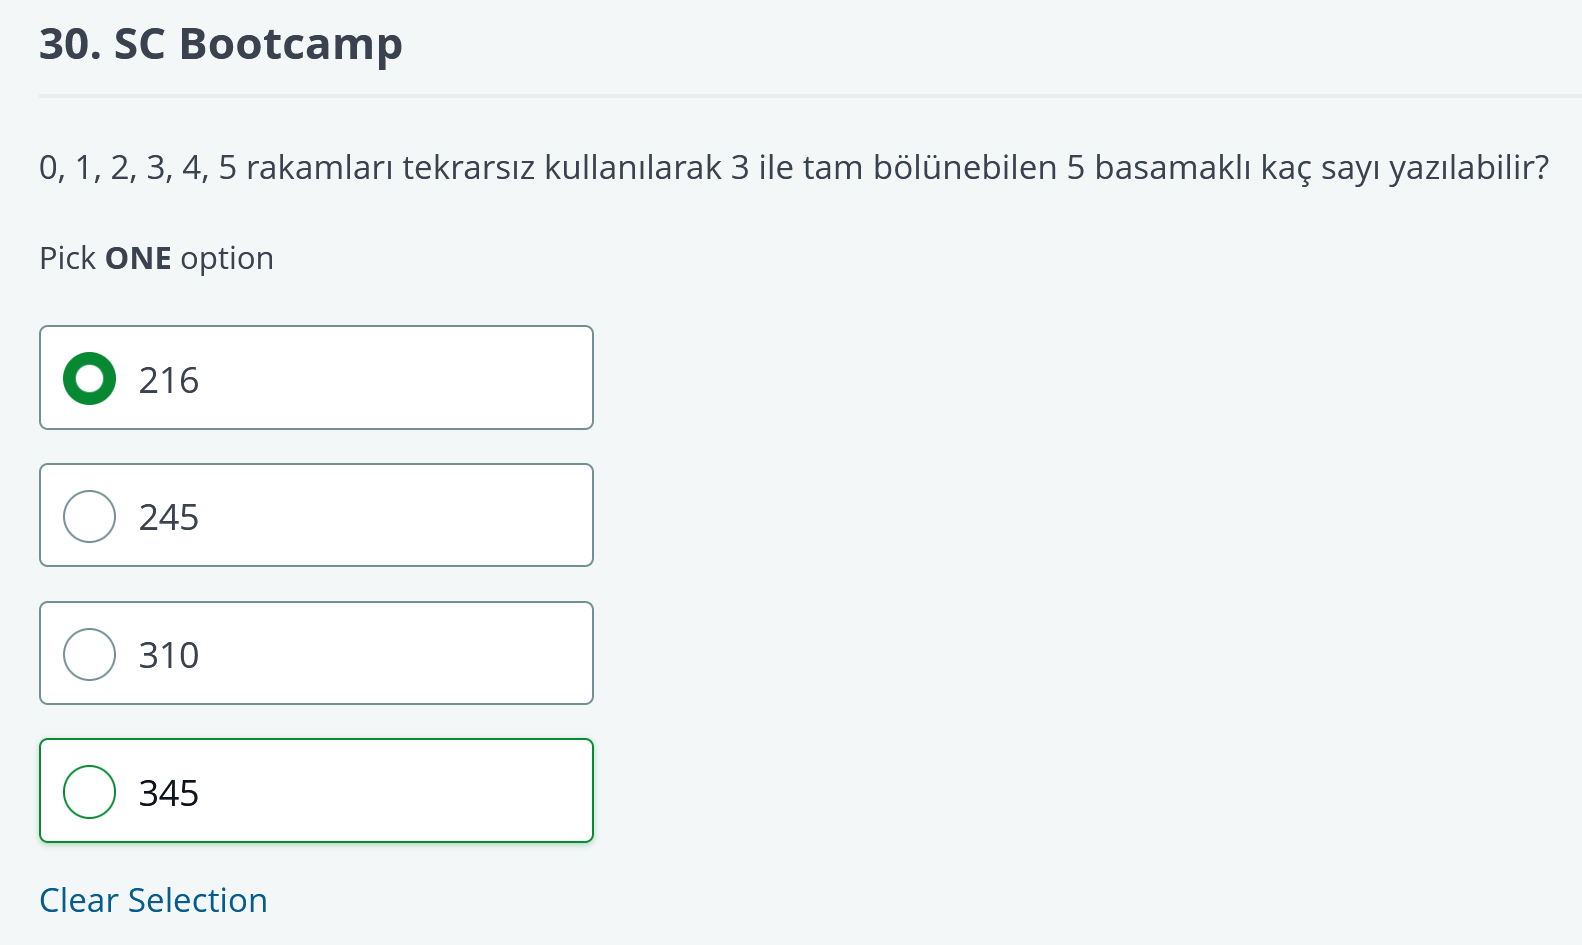 30. SC Bootcamp
0, 1, 2, 3, 4, 5 rakamları tekrarsız kullanılarak 3 ile tam bölünebilen 5 basamaklı kaç sayı yazılabilir?
Pick ONE option
216
245
310
345
Clear Selection